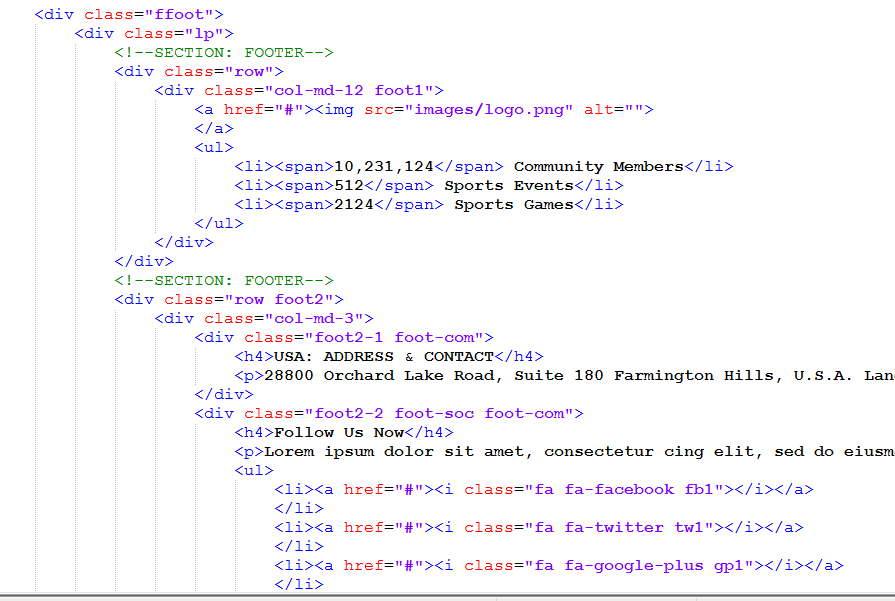 <div class="ffoot">
<div class="lp">
<!--SECTION: FOOTER-->
<div class="row">
<div class="col-md-12 foot1">
<a href="#"><img src="images/logo.png" alt="">
</a>
<ul>
<li><span>10,231,124</span> Community Members</li>
<li><span>512</span> Sports Events</li>
<li><span>2124</span> Sports Games</li>
</ul>
</div>
</div>
<!--SECTION: FOOTER-->
<div class="row foot2">
<div class="col-md-3">
<div class="foot2-1 foot-com">
<h4>USA: ADDRESS & CONTACT</h4>
<p>28800 Orchard Lake Road, Suite 180 Farmington Hills, U.S.A. Lan
</div>
<div class="foot2-2 foot-soc foot-com">
<h4>Follow Us Now</h4>
<p>Lorem ipsum dolor sit amet, consectetur cing elit, sed do eiusm
<ul>
<li><a href="#"><i class="fa fa-facebook fb1"></i></a>
</li>
<li><a href="#"><i class="fa fa-twitter tw1"></i></a>
</li>
<li><a href="#"><i class="fa fa-google-plus gp1"></i></a>
</li>